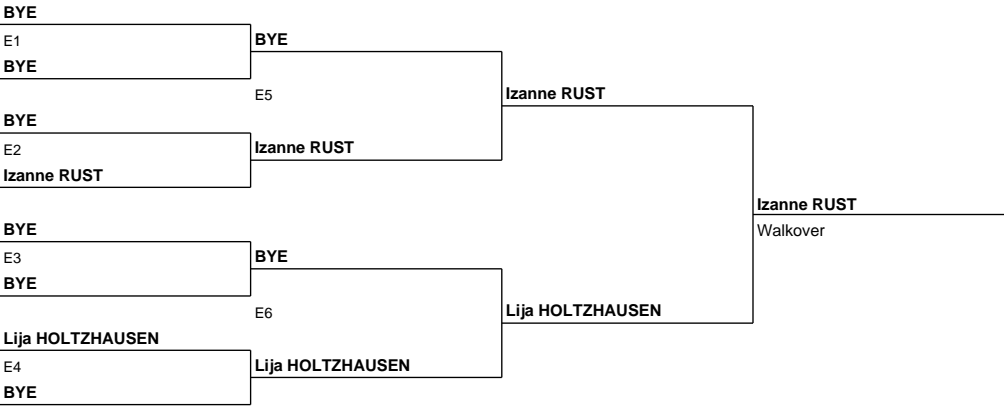 BYE
E1
BYE
BYE
E5
Izanne RUST
BYE
E2
Izanne RUST
Izanne RUST
Izanne RUST
Walkover
BYE
E3
BYE
BYE
E6
Lija HOLTZHAUSEN
Lija HOLTZHAUSEN
E4
Lija HOLTZHAUSEN
BYE